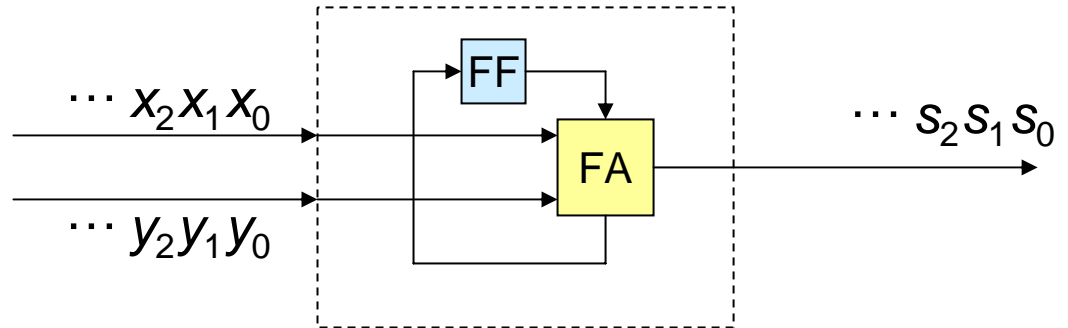 FF
⋯ x₂x₁x₀
⋯ s₂s₁s₀
FA
⋯ y₂y₁y₀